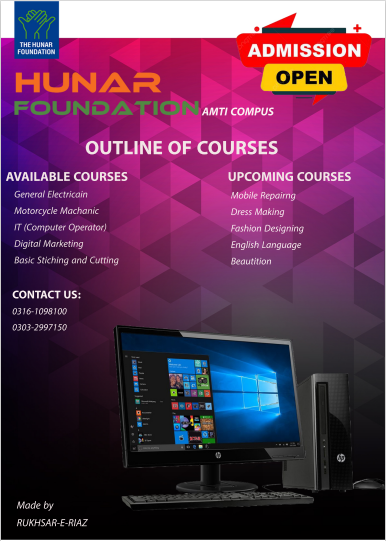 THE HUNAR
FOUNDATION
ADMISSION
OPEN
HUNAR
FOUNDATION AMTI COMPUS
OUTLINE OF COURSES
AVAILABLE COURSES
General Electricain
Motorcycle Machanic
IT (Computer Operator)
Digital Marketing
Basic Stiching and Cutting
UPCOMING COURSES
Mobile Repairng
Dress Making
Fashion Designing
English Language
Beautition
CONTACT US:
0316-1098100
0303-2997150
hp
hp
Made by
RUKHSAR-E-RIAZ